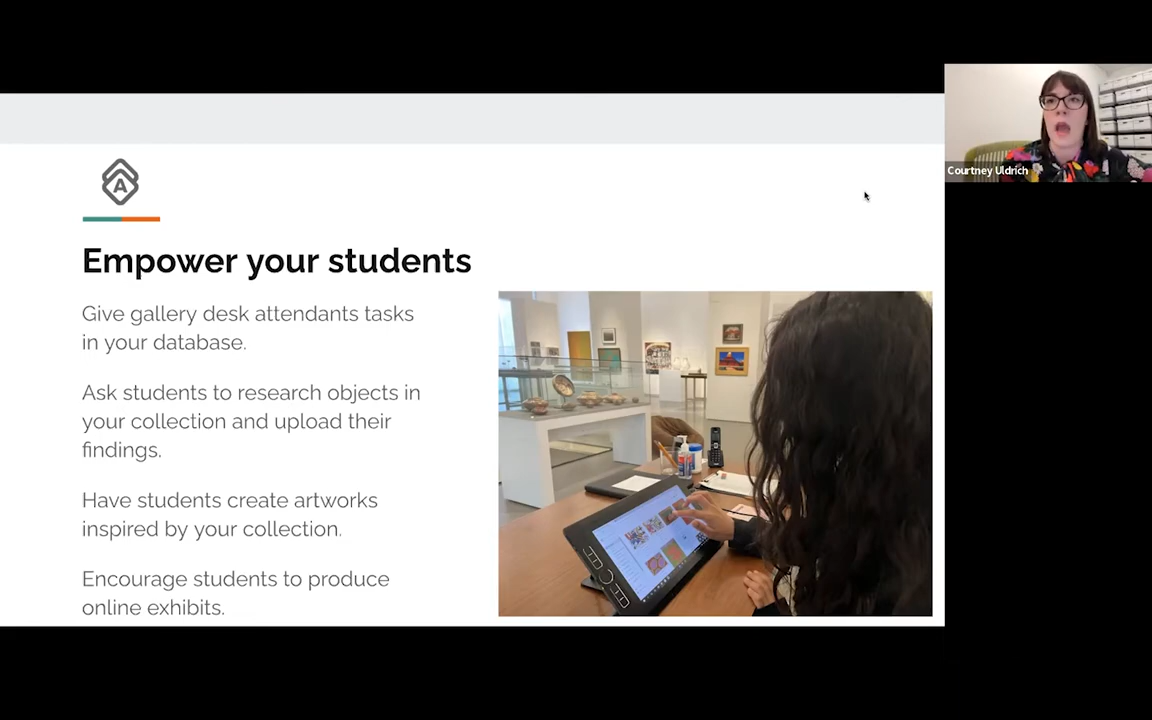 Courtney Uldrich
A
Empower your students
Give gallery desk attendants tasks
in your database.
Ask students to research objects in
your collection and upload their
findings.
Have students create artworks
inspired by your collection.
Encourage students to produce
online exhibits.